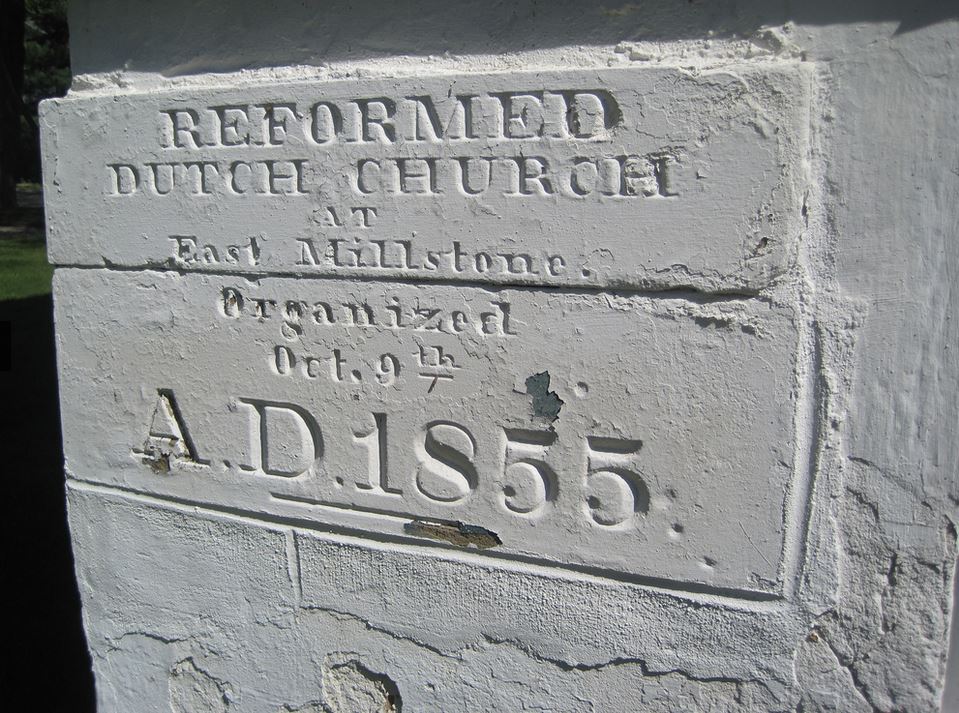 REFORMED
DUTCH CHURCH
AT
East Millstone.
Organized
Oct. 9th
A.D. 1855.